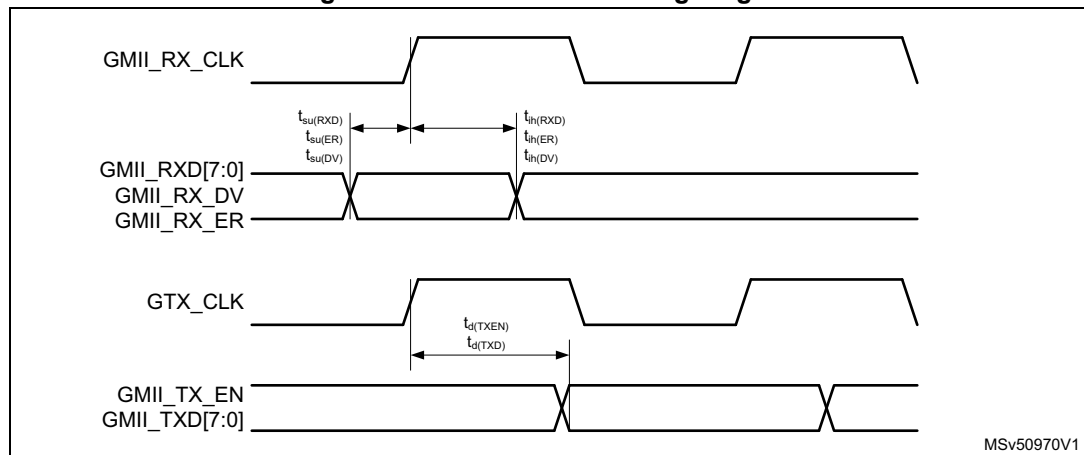 GMII_RX_CLK
tsu(RXD)
tsu(ER)
tsu(DV)
tih(RXD)
tih(ER)
tih(DV)
GMII_RXD[7:0]
GMII_RX_DV
GMII_RX_ER
GTX_CLK
td(TXEN)
td(TXD)
GMII_TX_EN
GMII_TXD[7:0]
MSv50970V1